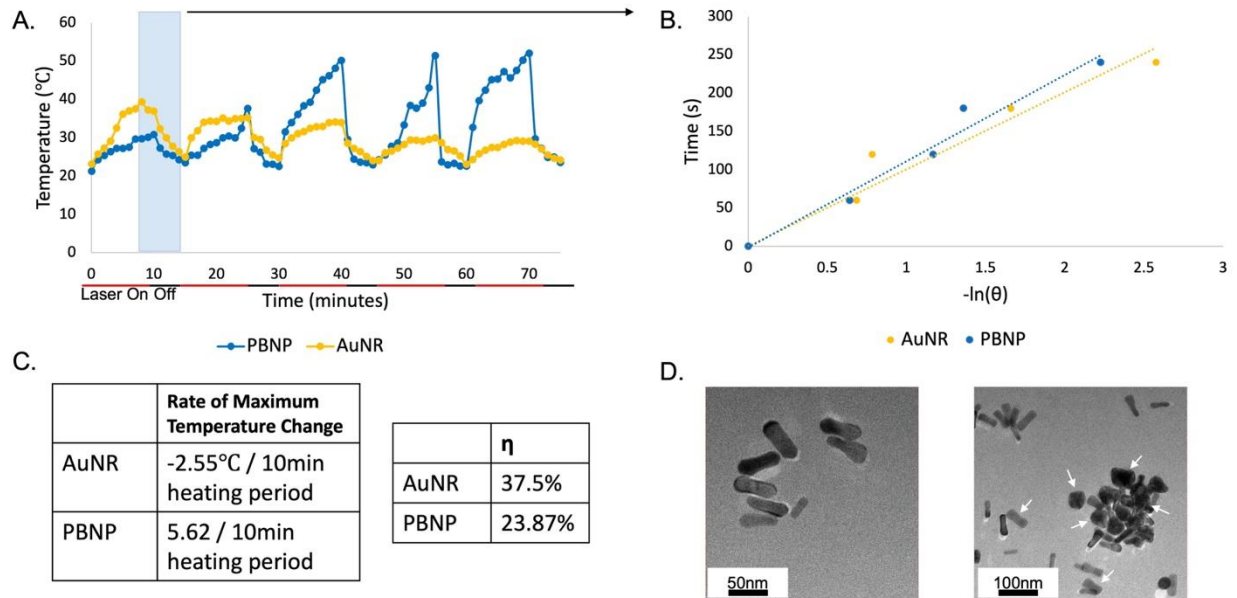 A.
60
50
40
30
20
10
0
Temperature (°C)
0 10 20 30 40 50 60 70
Laser On Off
Time (minutes)
PBNP AuNR
B.
300
250
200
150
100
50
0
Time (s)
0 0.5 1 1.5 2 2.5 3
-ln(θ)
AuNR PBNP
C.
Rate of Maximum
Temperature Change
AuNR
-2.55°C / 10min
heating period
PBNP
5.62 / 10min
heating period
η
AuNR 37.5%
PBNP 23.87%
D.
50nm
100nm